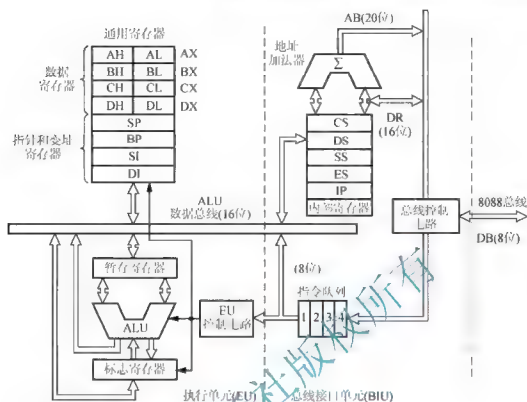 AB(20位)
通用寄存器
地址
加法器
Σ
AH AL AX
BH BL BX
CH CL CX
DH DL DX
数据
寄存器
SP
BP
SI
DI
指针和变址
寄存器
CS
DS
SS
ES
IP
内部寄存器
DR
(16位)
ALU
数据总线(16位)
总线控制
电路
8088总线
DB(8位)
暂存寄存器
(8位)
指令队列
1 2 3 4
ALU
EU
控制电路
标志寄存器
执行单元(EU)
总线接口单元(BIU)
社版权所有